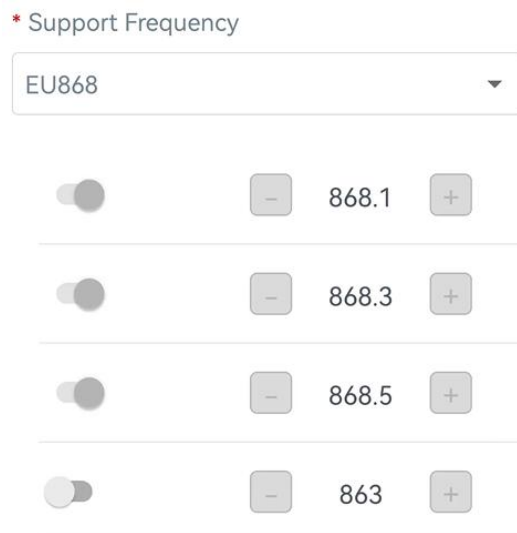 * Support Frequency
EU868
- 868.1 +
- 868.3 +
- 868.5 +
- 863 +